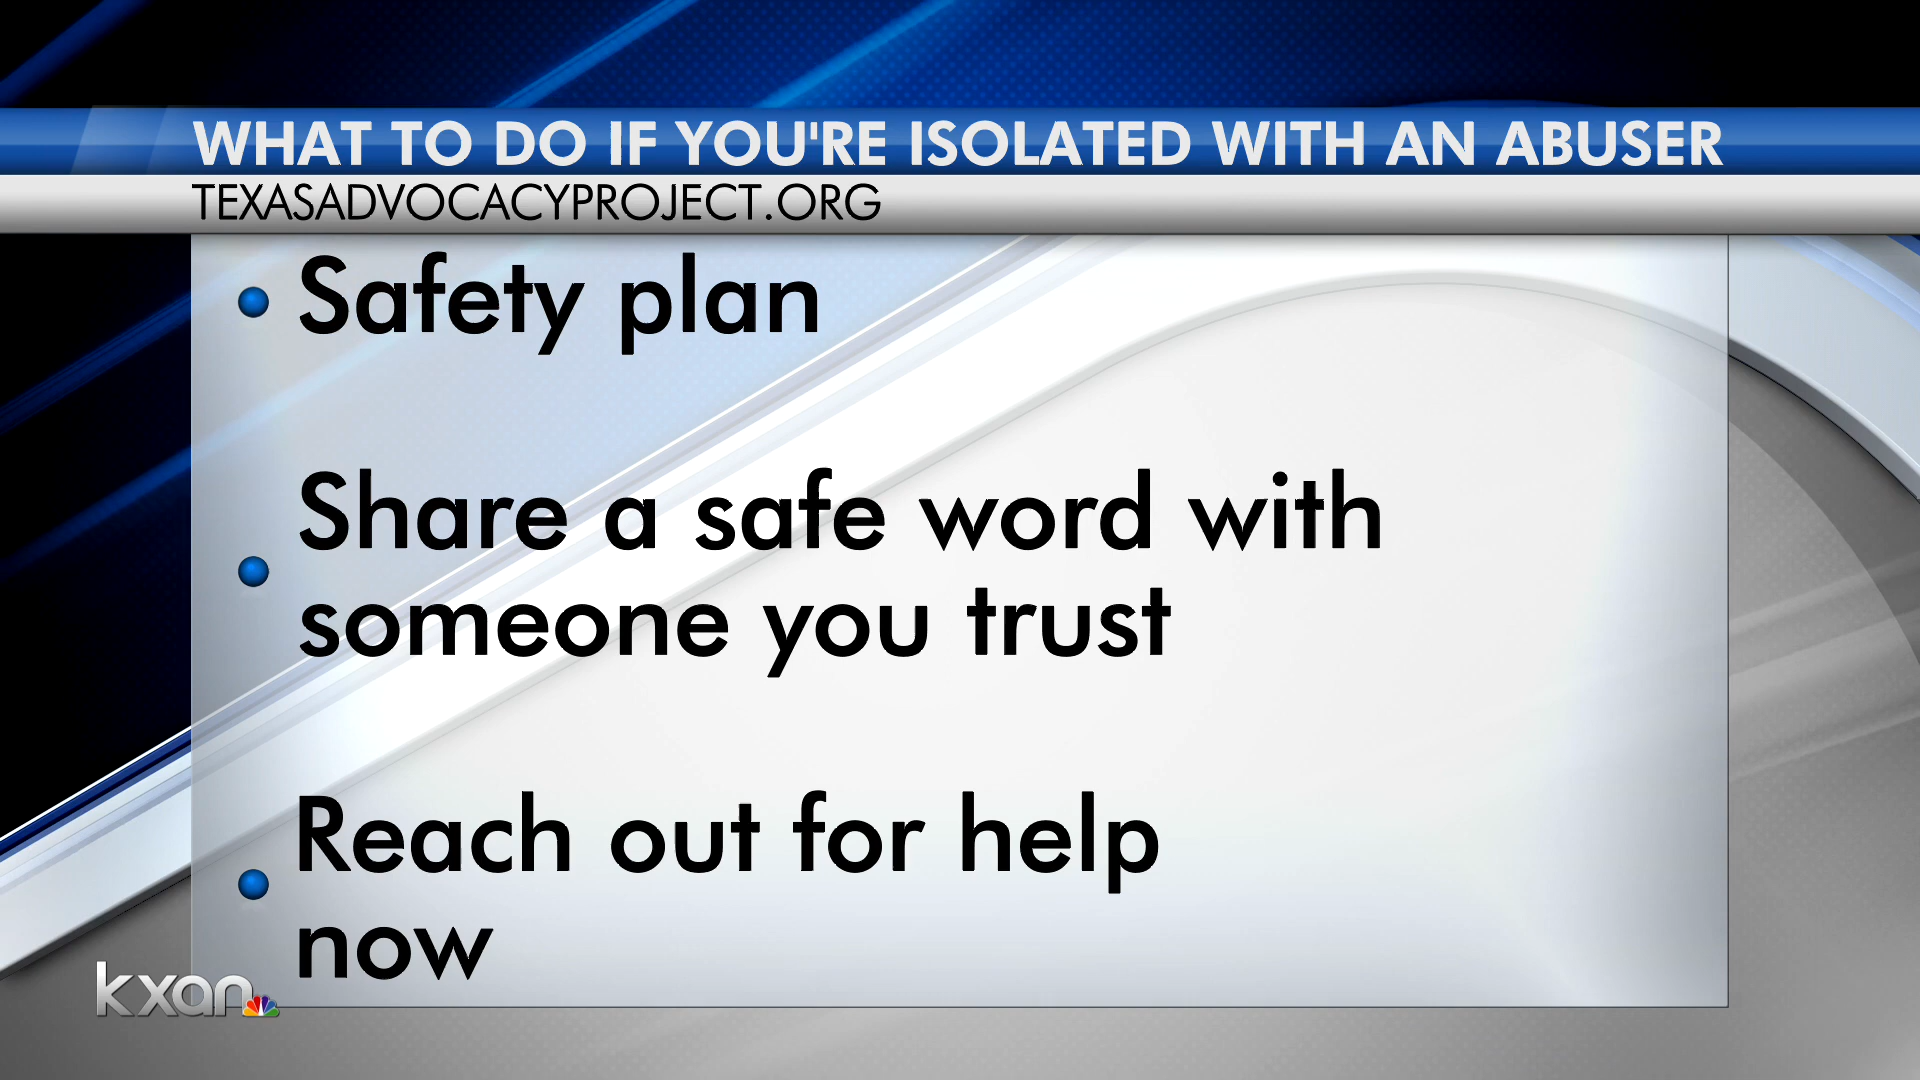 WHAT TO DO IF YOU'RE ISOLATED WITH AN ABUSER
TEXASADVOCACYPROJECT.ORG
Safety plan
Share a safe word with
someone you trust
Reach out for help
now
kxan